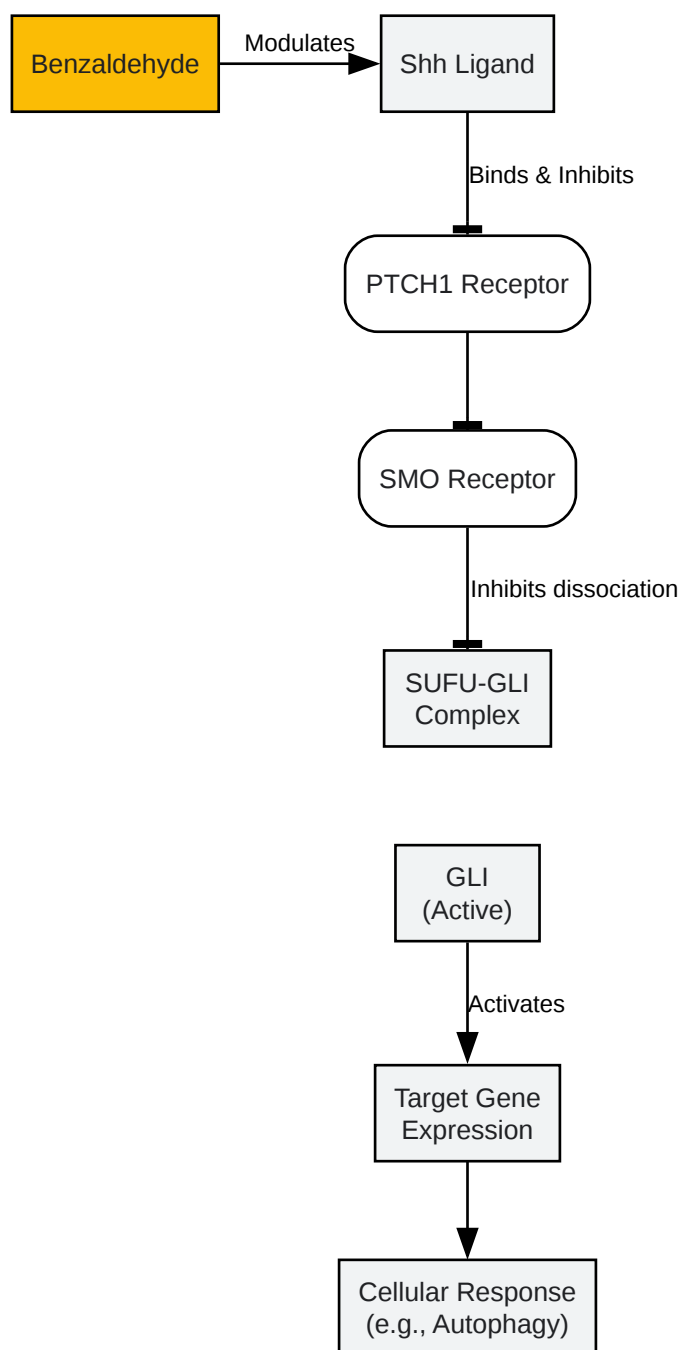 Benzaldehyde
Modulates
Shh Ligand
Binds & Inhibits
PTCH1 Receptor
SMO Receptor
Inhibits dissociation
SUFU-GLI
Complex
GLI
(Active)
Activates
Target Gene
Expression
Cellular Response
(e.g., Autophagy)